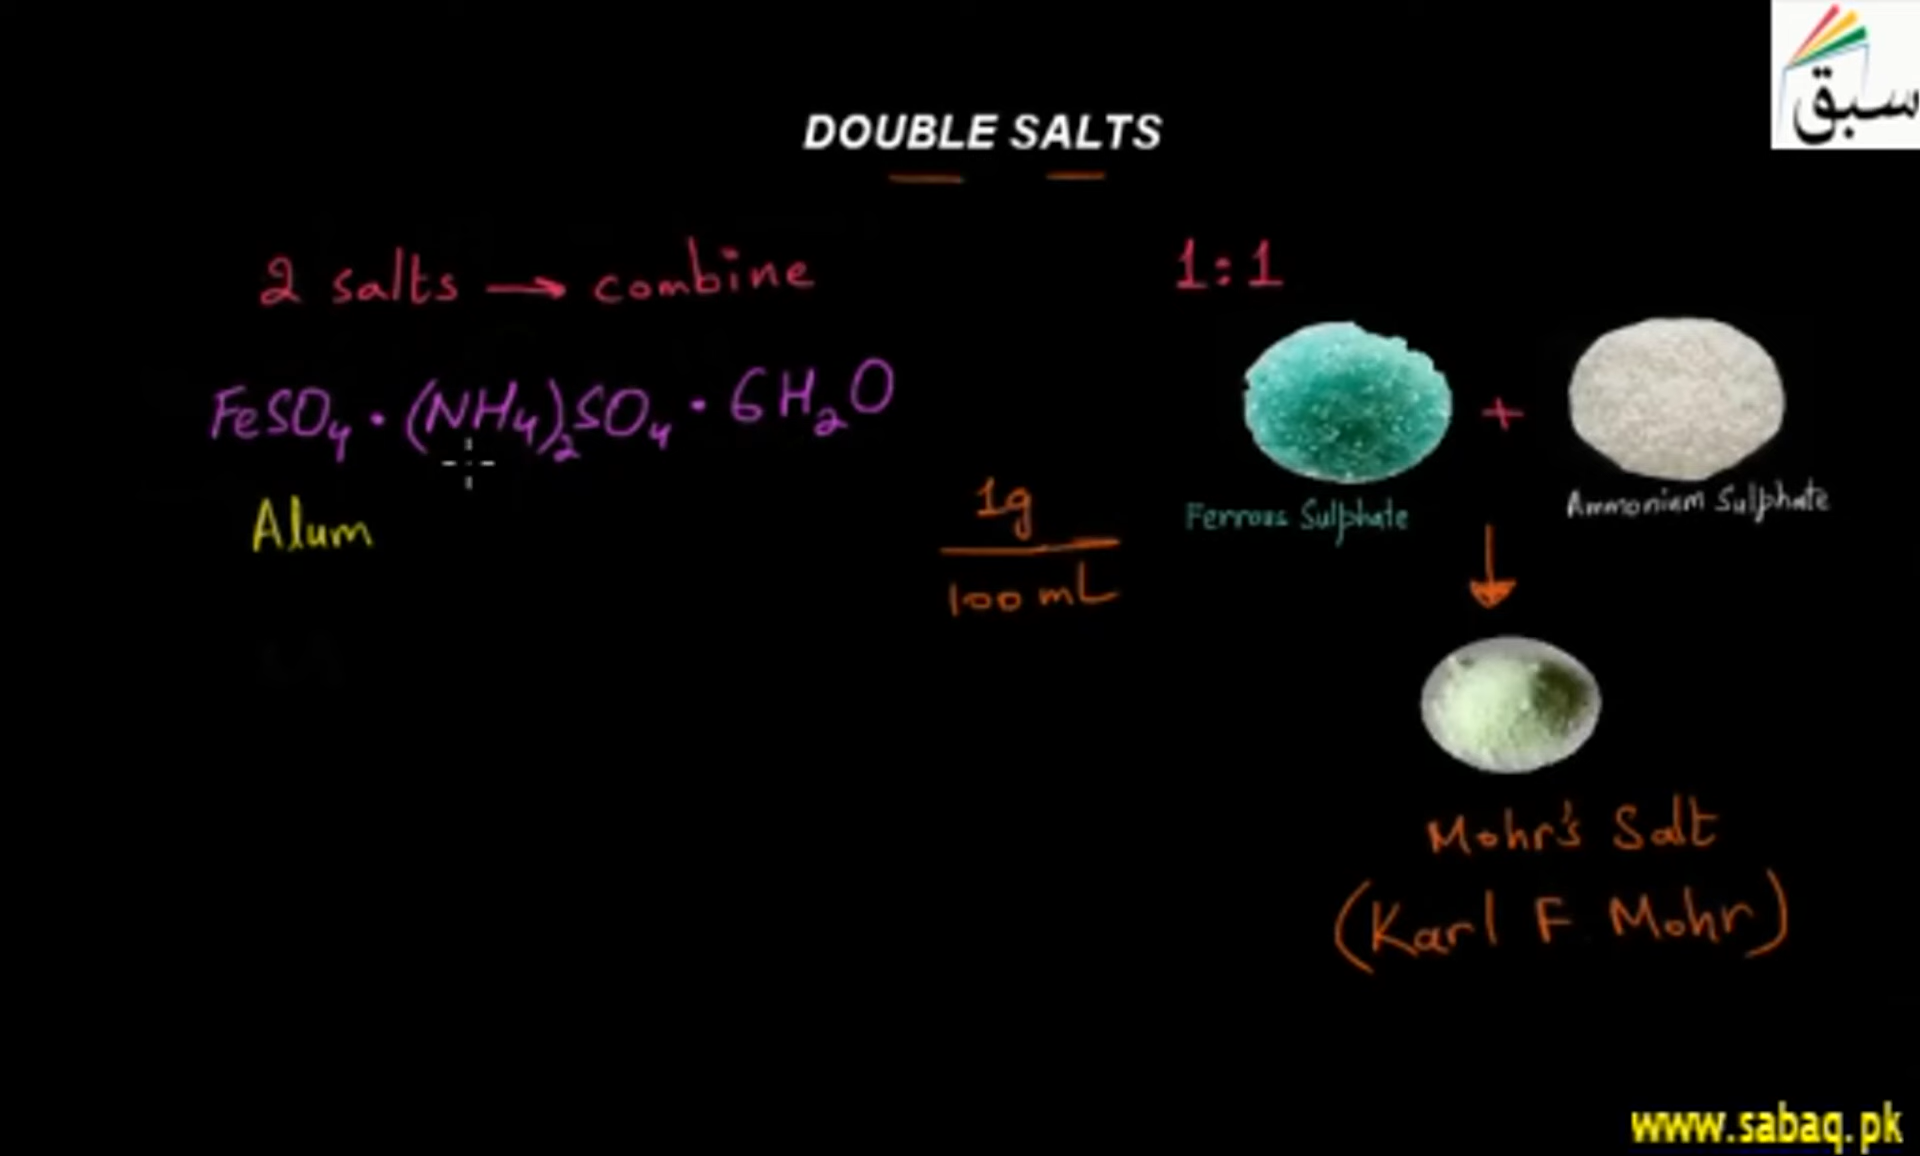 سبق
DOUBLE SALTS
2 salts → combine
FeSO₄ · (NH₄)₂SO₄ · 6H₂O
Alum
1:1
+
Ferrous Sulphate
Ammonium Sulphate
1g
100 mL
Mohr's Salt
(Karl F. Mohr)
www.sabaq.pk